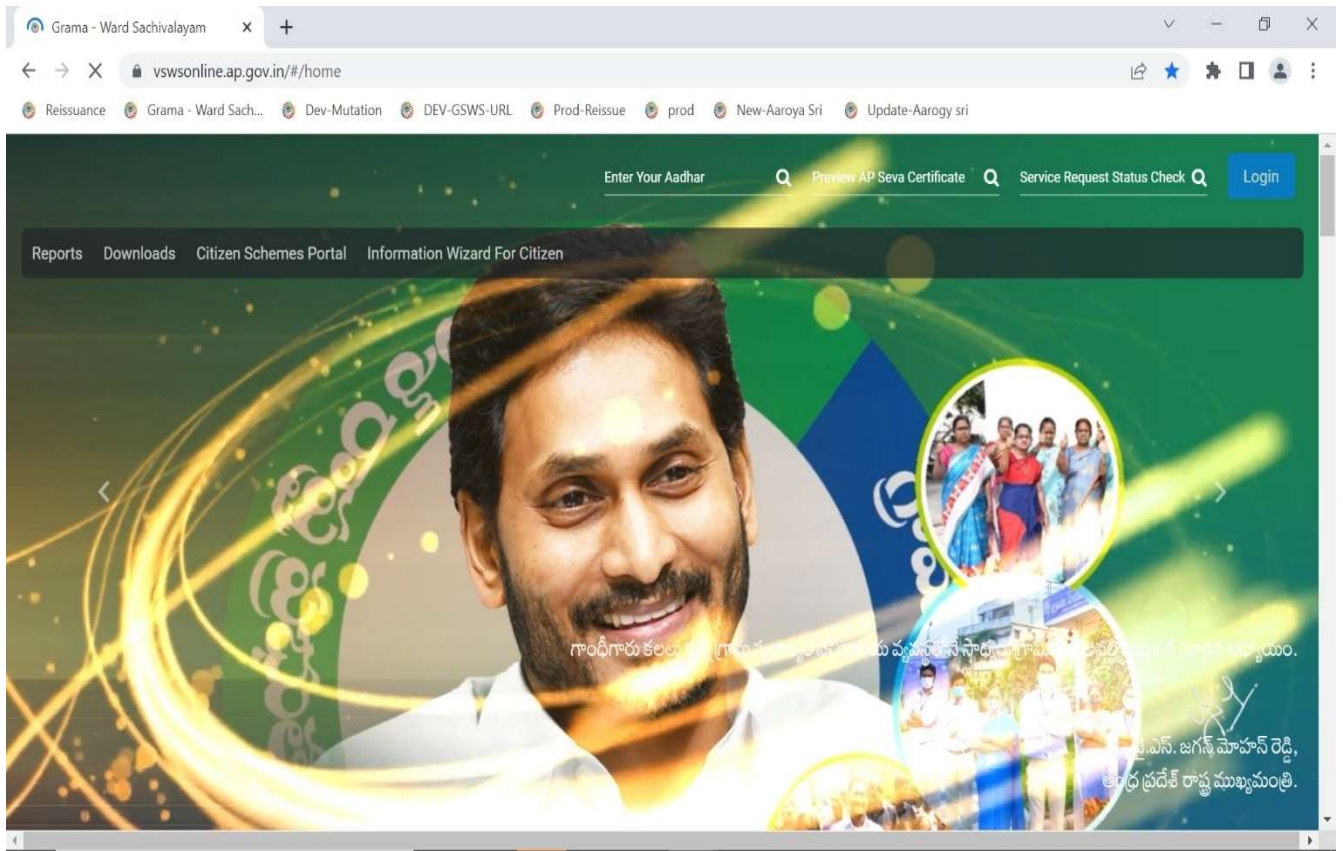 Grama - Ward Sachivalayam
vswsonline.ap.gov.in/#/home
Reissuance Grama - Ward Sach... Dev-Mutation DEV-GSWS-URL Prod-Reissue prod New-Aaroya Sri Update-Aarogy sri
Enter Your Aadhar Preview AP Seva Certificate Service Request Status Check Login
Reports Downloads Citizen Schemes Portal Information Wizard For Citizen
గాంధీగారు కలలు
వై.ఎస్. జగన్ మోహన్ రెడ్డి,
ఆంధ్ర ప్రదేశ్ రాష్ట్ర ముఖ్యమంత్రి.